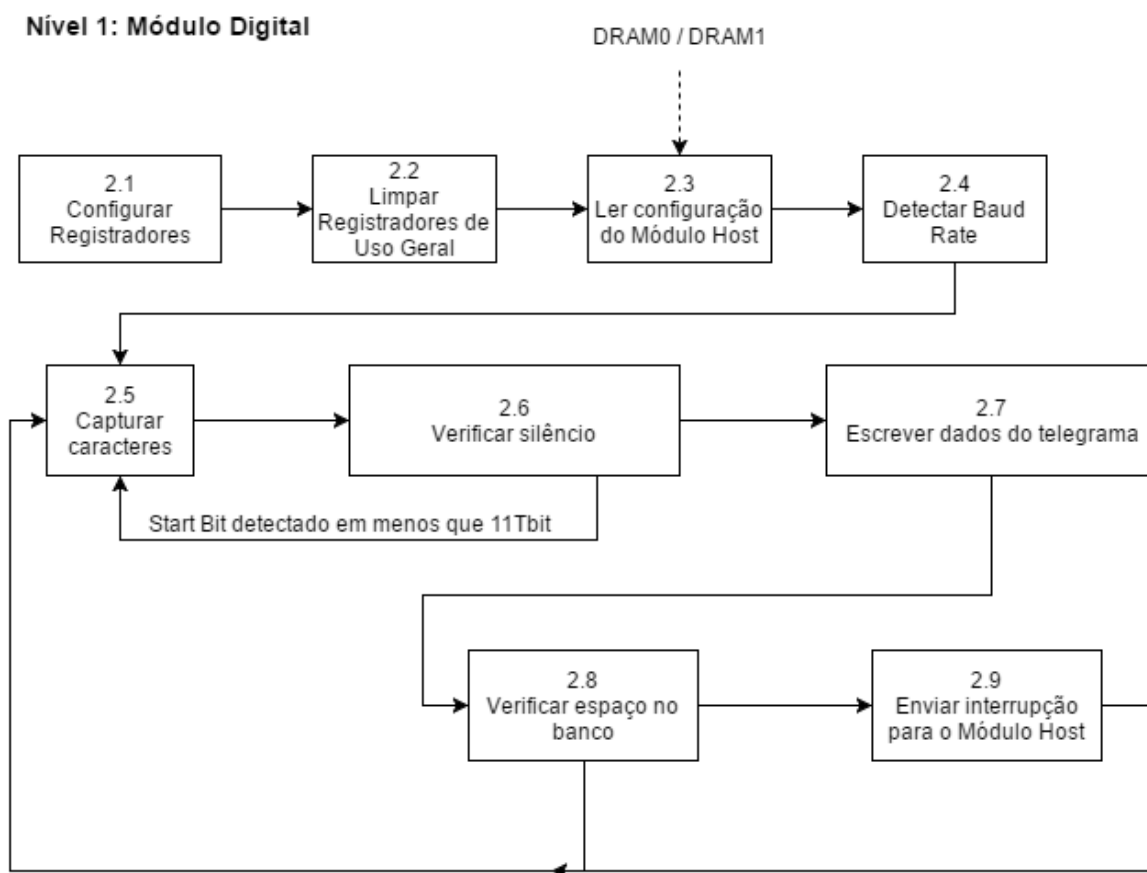 Nível 1: Módulo Digital
DRAM0 / DRAM1
2.1
Configurar
Registradores
2.2
Limpar
Registradores de
Uso Geral
2.3
Ler configuração
do Módulo Host
2.4
Detectar Baud
Rate
2.5
Capturar
caracteres
2.6
Verificar silêncio
2.7
Escrever dados do telegrama
Start Bit detectado em menos que 11Tbit
2.8
Verificar espaço no
banco
2.9
Enviar interrupção
para o Módulo Host